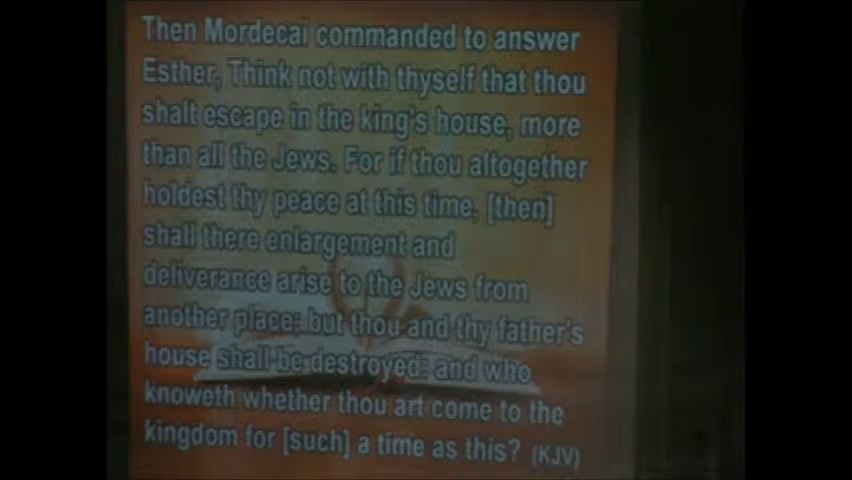 Then Mordecai commanded to answer
Esther, Think not with thyself that thou
shalt escape in the king's house, more
than all the Jews. For if thou altogether
holdest thy peace at this time, [then]
shall there enlargement and
deliverance arise to the Jews from
another place; but thou and thy father's
house shall be destroyed: and who
knoweth whether thou art come to the
kingdom for [such] a time as this? (KJV)